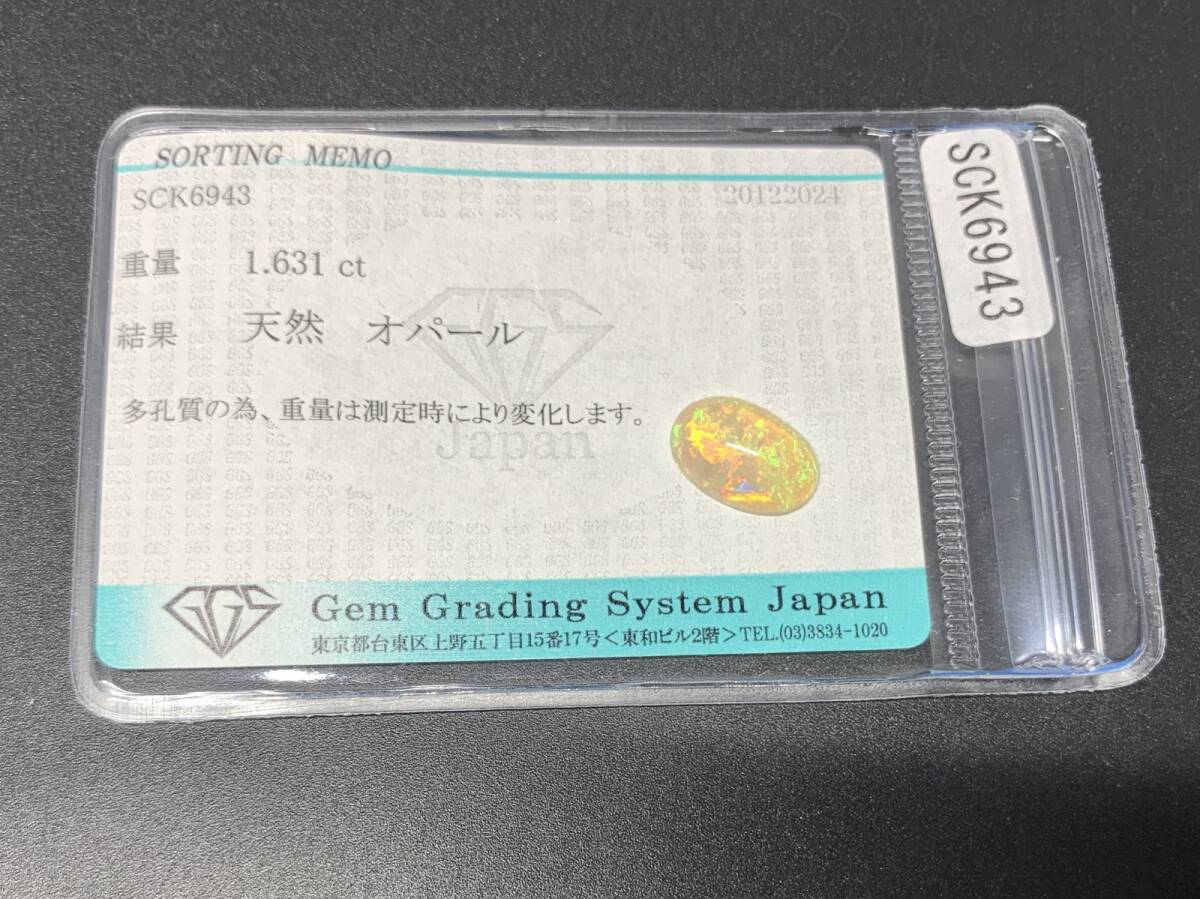 SORTING MEMO
SCK6943 20122024
重量 1.631 ct
結果 天然 オパール
多孔質の為、重量は測定時により変化します。
GGS
Japan
GGS Gem Grading System Japan
東京都台東区上野五丁目15番17号＜東和ビル2階＞TEL.(03)3834-1020
SCK6943